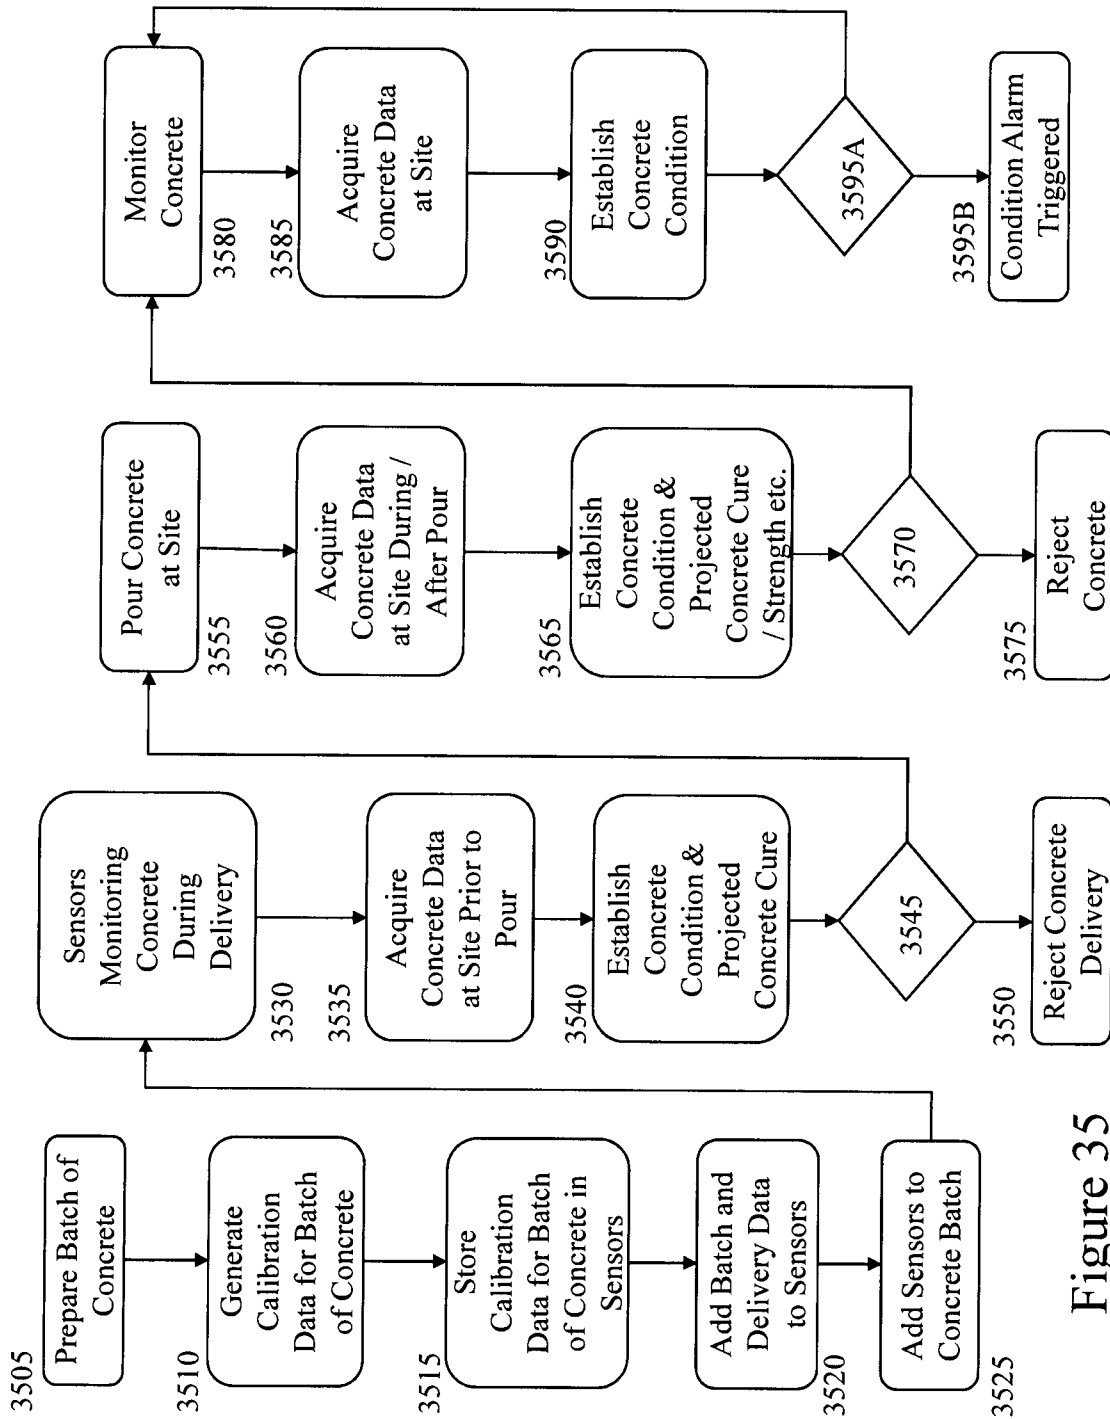 3505
Prepare Batch of
Concrete
3510
Generate
Calibration
Data for Batch
of Concrete
3515
Store
Calibration
Data for Batch
of Concrete in
Sensors
Add Batch and
Delivery Data
to Sensors
3520
Add Sensors to
Concrete Batch
3525
Sensors
Monitoring
Concrete
During
Delivery
3530
3535
Acquire
Concrete Data
at Site Prior to
Pour
3540
Establish
Concrete
Condition &
Projected
Concrete Cure
3545
3550
Reject Concrete
Delivery
Pour Concrete
at Site
3555
3560
Acquire
Concrete Data
at Site During /
After Pour
3565
Establish
Concrete
Condition &
Projected
Concrete Cure
/ Strength etc.
3570
3575
Reject
Concrete
Monitor
Concrete
3580
3585
Acquire
Concrete Data
at Site
3590
Establish
Concrete
Condition
3595A
3595B
Condition Alarm
Triggered
Figure 35